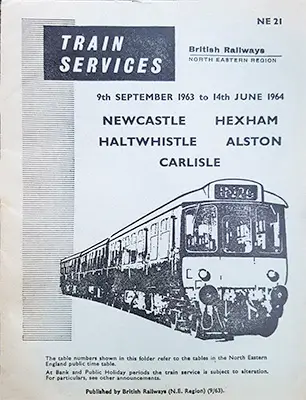 NE 21
TRAIN
SERVICES
British Railways
NORTH EASTERN REGION
9th SEPTEMBER 1963 to 14th JUNE 1964
NEWCASTLE HEXHAM
HALTWHISTLE ALSTON
CARLISLE
The table numbers shown in this folder refer to the tables in the North Eastern
England public time table.
At Bank and Public Holiday periods the train service is subject to alteration.
For particulars, see other announcements.
Published by British Railways (N.E. Region) (9/63).